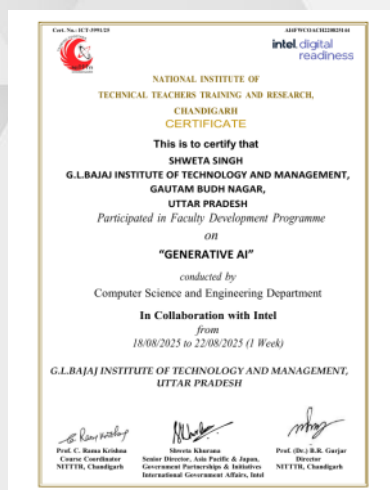 Cert. No.: ICT-5991/25
intel digital
readiness
NITTTR
NATIONAL INSTITUTE OF
TECHNICAL TEACHERS TRAINING AND RESEARCH,
CHANDIGARH
CERTIFICATE
This is to certify that
SHWETA SINGH
G.L.BAJAJ INSTITUTE OF TECHNOLOGY AND MANAGEMENT,
GAUTAM BUDH NAGAR,
UTTAR PRADESH
Participated in Faculty Development Programme
on
“GENERATIVE AI”
conducted by
Computer Science and Engineering Department
In Collaboration with Intel
from
18/08/2025 to 22/08/2025 (1 Week)
G.L.BAJAJ INSTITUTE OF TECHNOLOGY AND MANAGEMENT,
UTTAR PRADESH
Prof. C. Rama Krishna
Course Coordinator
NITTTR, Chandigarh
Shweta Khurana
Senior Director, Asia Pacific & Japan,
Government Partnerships & Initiatives
International Government Affairs, Intel
Prof. (Dr.) B.R. Gurjar
Director
NITTTR, Chandigarh